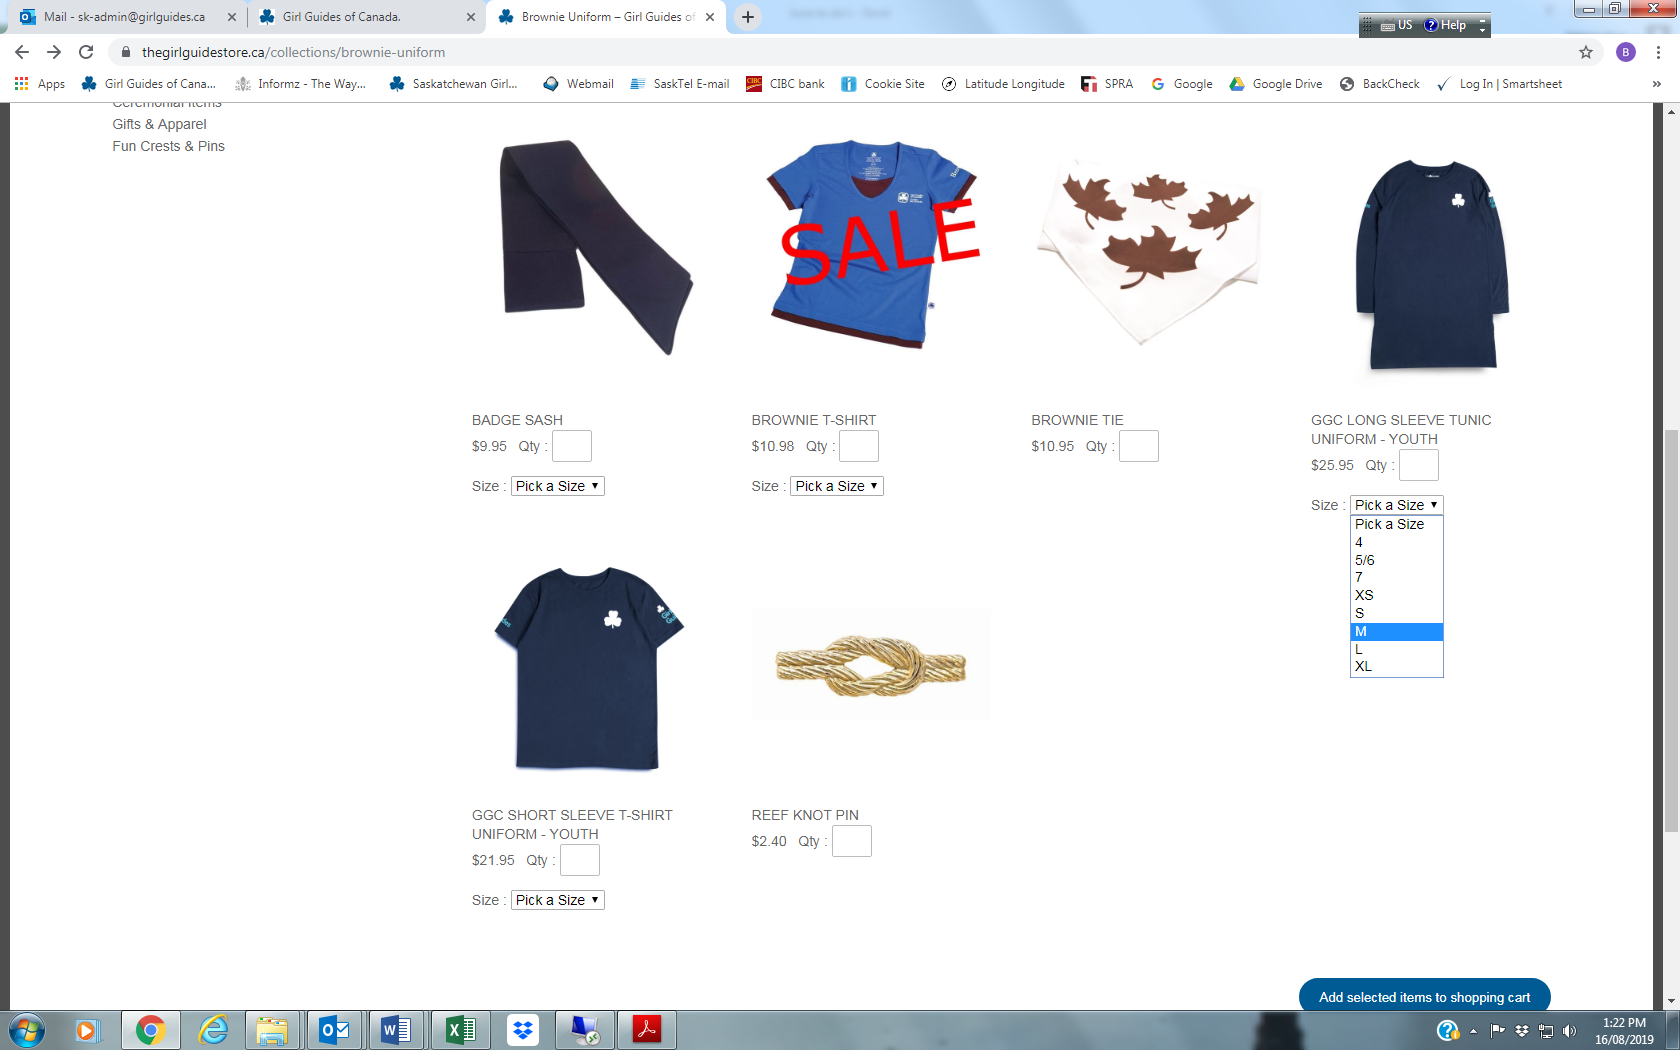 Mail - sk-admin@girlguides.ca
Girl Guides of Canada.
Brownie Uniform – Girl Guides of
US Help
thegirlguidestore.ca/collections/brownie-uniform
B
Apps
Girl Guides of Cana...
Informz - The Way...
Saskatchewan Girl...
Webmail
SaskTel E-mail
CIBC bank
Cookie Site
Latitude Longitude
SPRA
Google
Google Drive
BackCheck
Log In | Smartsheet
»
Ceremonial Items
Gifts & Apparel
Fun Crests & Pins
SALE
BADGE SASH
$9.95 Qty :
Size : Pick a Size
BROWNIE T-SHIRT
$10.98 Qty :
Size : Pick a Size
BROWNIE TIE
$10.95 Qty :
GGC LONG SLEEVE TUNIC
UNIFORM - YOUTH
$25.95 Qty :
Size : Pick a Size
Pick a Size
4
5/6
7
XS
S
M
L
XL
GGC SHORT SLEEVE T-SHIRT
UNIFORM - YOUTH
$21.95 Qty :
Size : Pick a Size
REEF KNOT PIN
$2.40 Qty :
Add selected items to shopping cart
1:22 PM
16/08/2019